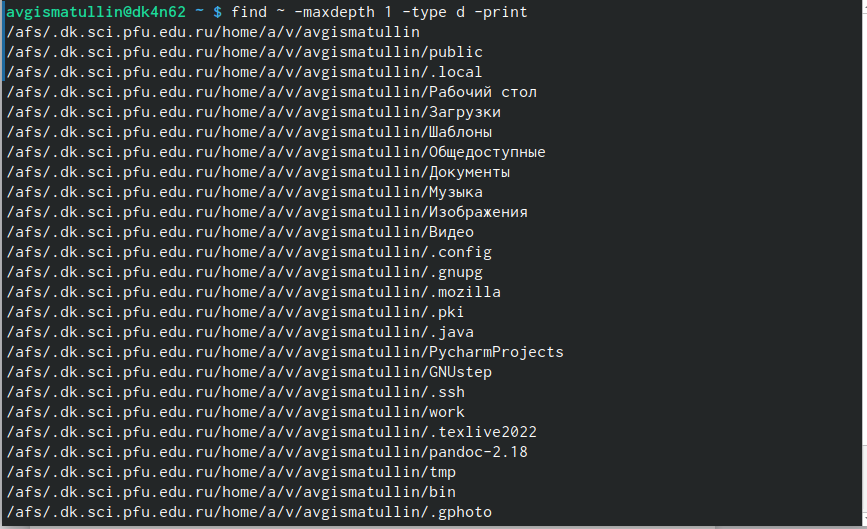 avgismatullin@dk4n62 ~ $ find ~ -maxdepth 1 -type d -print
/afs/.dk.sci.pfu.edu.ru/home/a/v/avgismatullin
/afs/.dk.sci.pfu.edu.ru/home/a/v/avgismatullin/public
/afs/.dk.sci.pfu.edu.ru/home/a/v/avgismatullin/.local
/afs/.dk.sci.pfu.edu.ru/home/a/v/avgismatullin/Рабочий стол
/afs/.dk.sci.pfu.edu.ru/home/a/v/avgismatullin/Загрузки
/afs/.dk.sci.pfu.edu.ru/home/a/v/avgismatullin/Шаблоны
/afs/.dk.sci.pfu.edu.ru/home/a/v/avgismatullin/Общедоступные
/afs/.dk.sci.pfu.edu.ru/home/a/v/avgismatullin/Документы
/afs/.dk.sci.pfu.edu.ru/home/a/v/avgismatullin/Музыка
/afs/.dk.sci.pfu.edu.ru/home/a/v/avgismatullin/Изображения
/afs/.dk.sci.pfu.edu.ru/home/a/v/avgismatullin/Видео
/afs/.dk.sci.pfu.edu.ru/home/a/v/avgismatullin/.config
/afs/.dk.sci.pfu.edu.ru/home/a/v/avgismatullin/.gnupg
/afs/.dk.sci.pfu.edu.ru/home/a/v/avgismatullin/.mozilla
/afs/.dk.sci.pfu.edu.ru/home/a/v/avgismatullin/.pki
/afs/.dk.sci.pfu.edu.ru/home/a/v/avgismatullin/.java
/afs/.dk.sci.pfu.edu.ru/home/a/v/avgismatullin/PycharmProjects
/afs/.dk.sci.pfu.edu.ru/home/a/v/avgismatullin/GNUstep
/afs/.dk.sci.pfu.edu.ru/home/a/v/avgismatullin/.ssh
/afs/.dk.sci.pfu.edu.ru/home/a/v/avgismatullin/work
/afs/.dk.sci.pfu.edu.ru/home/a/v/avgismatullin/.texlive2022
/afs/.dk.sci.pfu.edu.ru/home/a/v/avgismatullin/pandoc-2.18
/afs/.dk.sci.pfu.edu.ru/home/a/v/avgismatullin/tmp
/afs/.dk.sci.pfu.edu.ru/home/a/v/avgismatullin/bin
/afs/.dk.sci.pfu.edu.ru/home/a/v/avgismatullin/.gphoto